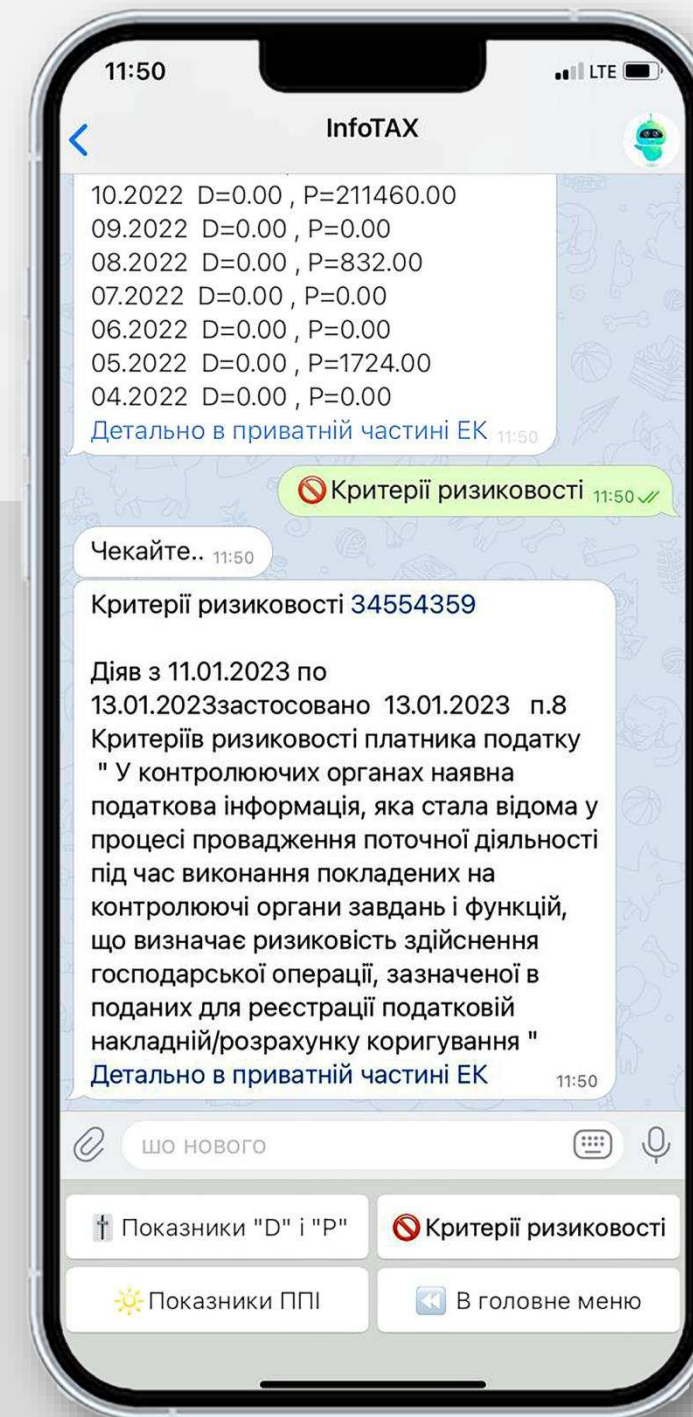 11:50
LTE
InfoTAX
10.2022 D=0.00 , P=211460.00
09.2022 D=0.00 , P=0.00
08.2022 D=0.00 , P=832.00
07.2022 D=0.00 , P=0.00
06.2022 D=0.00 , P=0.00
05.2022 D=0.00 , P=1724.00
04.2022 D=0.00 , P=0.00
Детально в приватній частині ЕК 11:50
🚫Критерії ризиковості 11:50
Чекайте.. 11:50
Критерії ризиковості 34554359
Діяв з 11.01.2023 по
13.01.2023застосовано 13.01.2023 п.8
Критеріїв ризиковості платника податку
" У контролюючих органах наявна
податкова інформація, яка стала відома у
процесі провадження поточної діяльності
під час виконання покладених на
контролюючі органи завдань і функцій,
що визначає ризиковість здійснення
господарської операції, зазначеної в
поданих для реєстрації податковій
накладній/розрахунку коригування "
Детально в приватній частині ЕК 11:50
шо нового
Показники "D" і "P"
🚫Критерії ризиковості
Показники ППІ
В головне меню